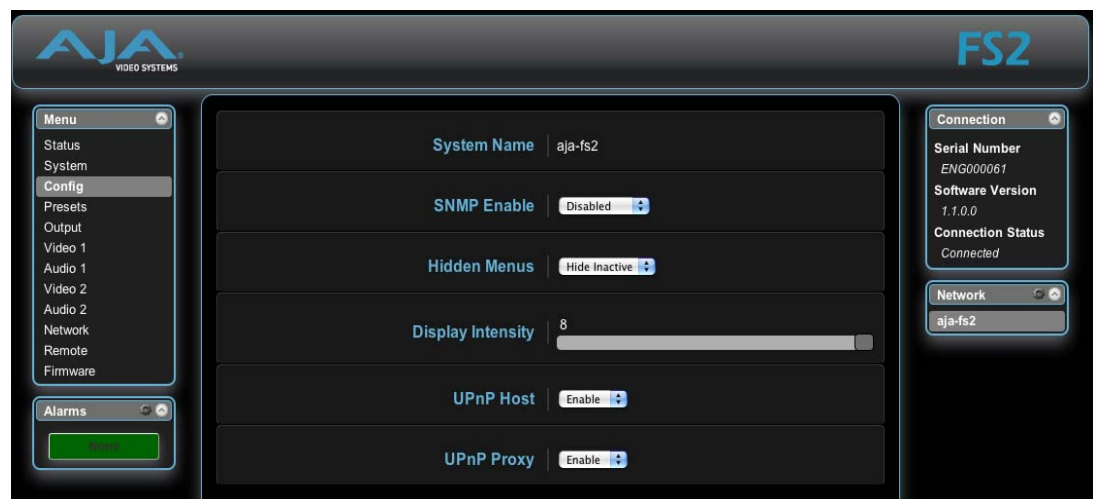 AJA
VIDEO SYSTEMS
FS2
Menu
Status
System
Config
Presets
Output
Video 1
Audio 1
Video 2
Audio 2
Network
Remote
Firmware
Alarms
None
System Name aja-fs2
SNMP Enable Disabled
Hidden Menus Hide Inactive
Display Intensity 8
UPnP Host Enable
UPnP Proxy Enable
Connection
Serial Number
ENG000061
Software Version
1.1.0.0
Connection Status
Connected
Network
aja-fs2